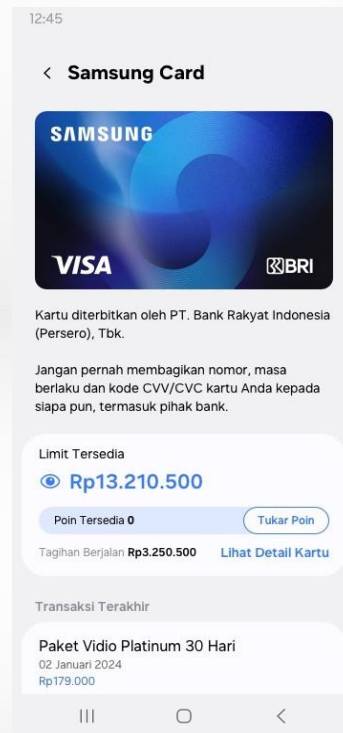 12:45
Samsung Card
SAMSUNG
VISA
BRI
Kartu diterbitkan oleh PT. Bank Rakyat Indonesia
(Persero), Tbk.
Jangan pernah membagikan nomor, masa
berlaku dan kode CVV/CVC kartu Anda kepada
siapa pun, termasuk pihak bank.
Limit Tersedia
Rp13.210.500
Poin Tersedia 0
Tukar Poin
Tagihan Berjalan Rp3.250.500
Lihat Detail Kartu
Transaksi Terakhir
Paket Vidio Platinum 30 Hari
02 Januari 2024
Rp179.000